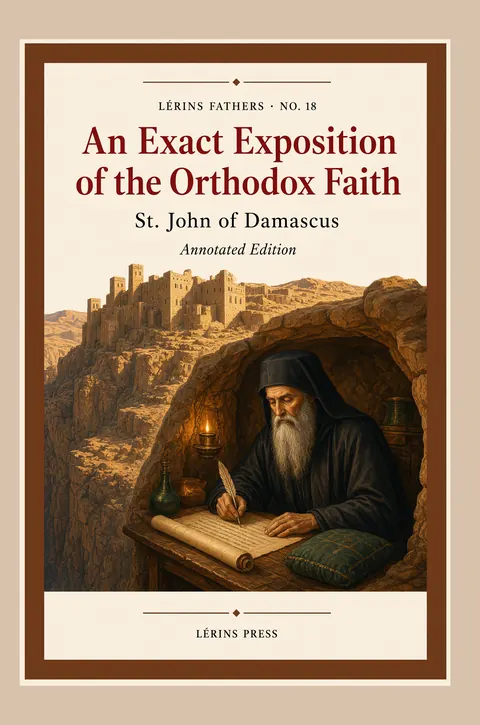 LÉRINS FATHERS · NO. 18
An Exact Exposition
of the Orthodox Faith
St. John of Damascus
Annotated Edition
LÉRINS PRESS